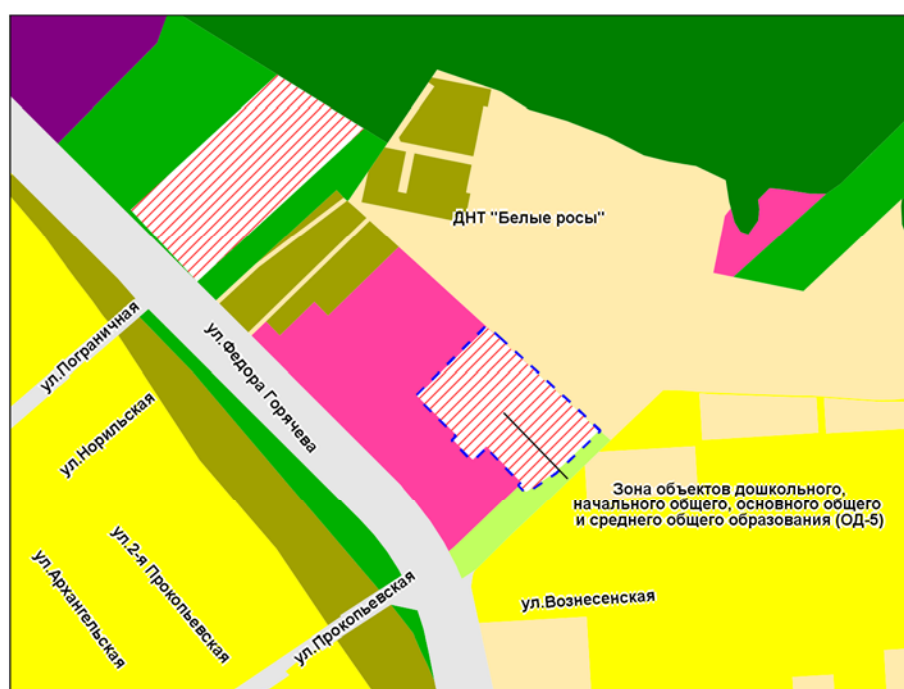 ДНТ "Белые росы"
ул.Пограничная
ул.Федора Горячева
ул.Норильская
Зона объектов дошкольного,
начального общего, основного общего
и среднего общего образования (ОД-5)
ул.2-я Прокопьевская
ул.Архангельская
ул.Прокопьевская
ул.Вознесенская